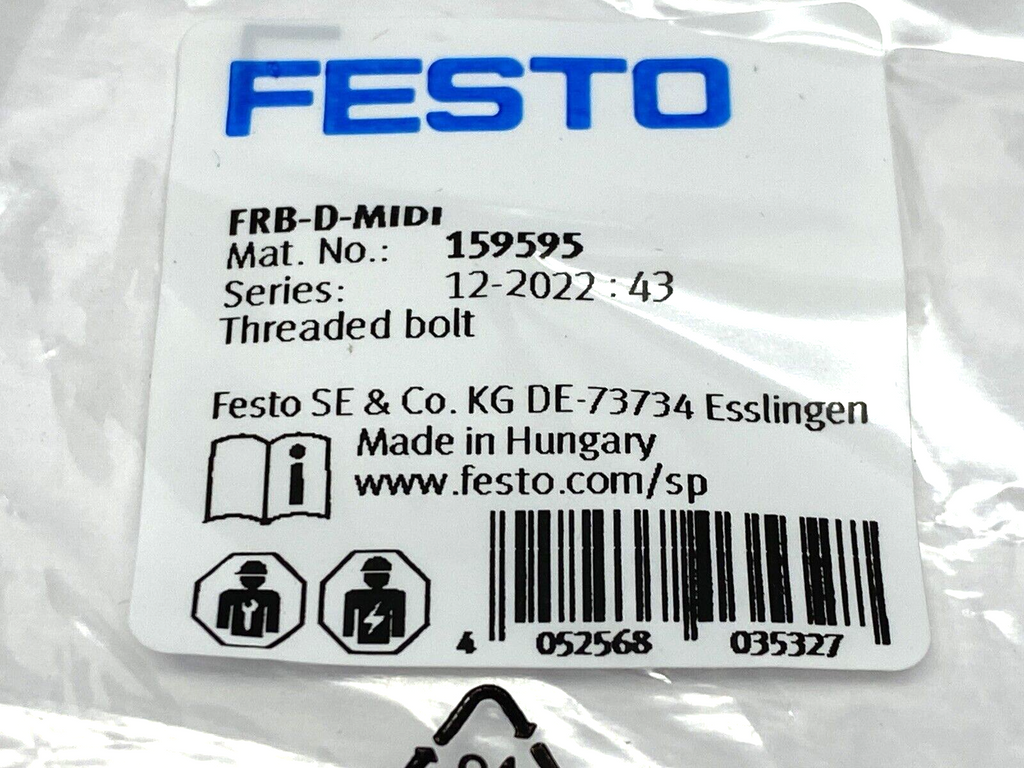 FESTO
FRB-D-MIDI
Mat. No.: 159595
Series: 12-2022 : 43
Threaded bolt
Festo SE & Co. KG DE-73734 Esslingen
Made in Hungary
www.festo.com/sp
4 052568 035327